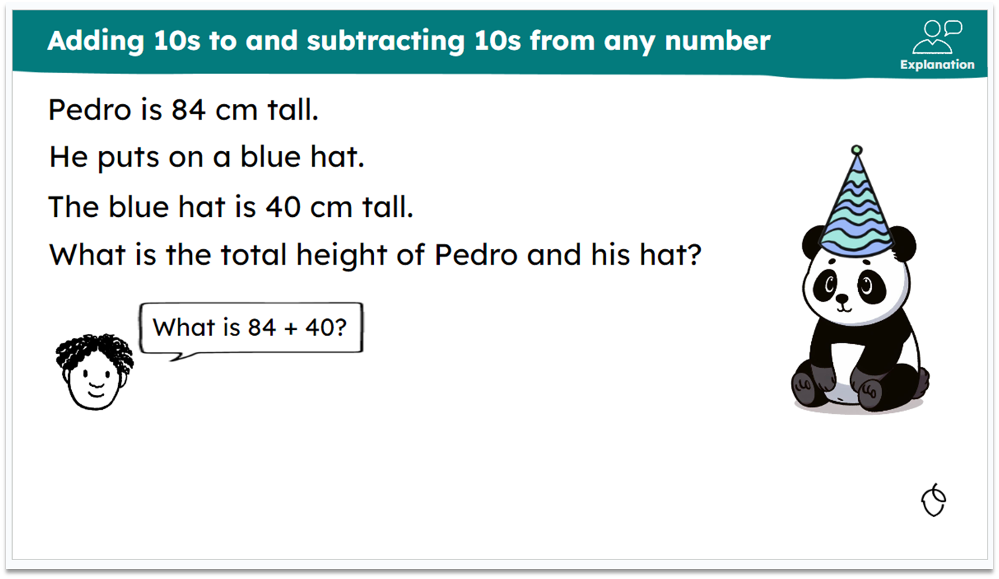 Adding 10s to and subtracting 10s from any number
Explanation
Pedro is 84 cm tall.
He puts on a blue hat.
The blue hat is 40 cm tall.
What is the total height of Pedro and his hat?
What is 84 + 40?